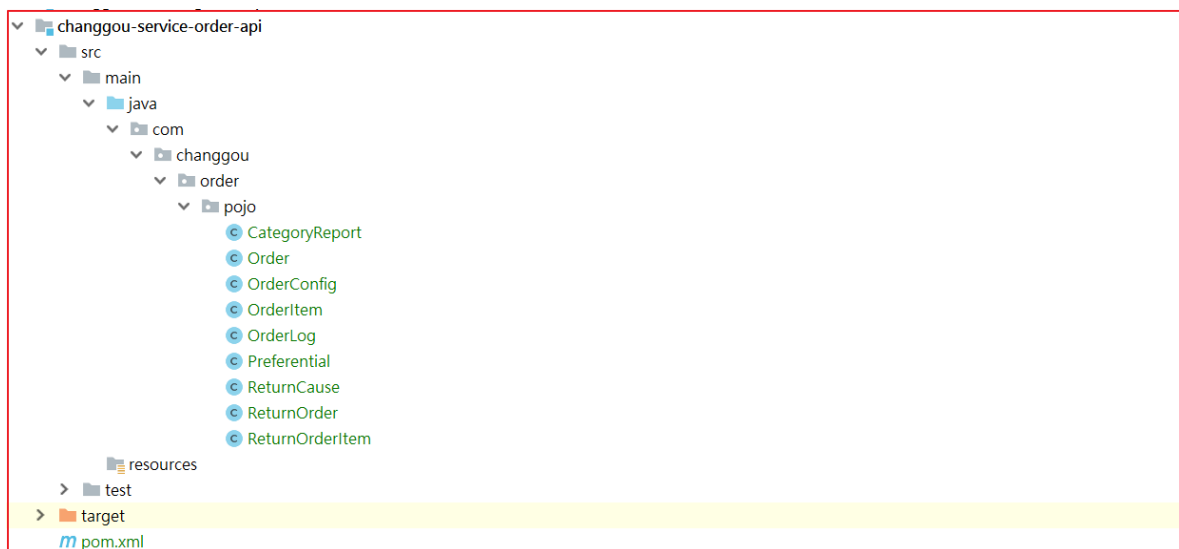 changgou-service-order-api
src
main
java
com
changgou
order
pojo
CategoryReport
Order
OrderConfig
OrderItem
OrderLog
Preferential
ReturnCause
ReturnOrder
ReturnOrderItem
resources
test
target
pom.xml